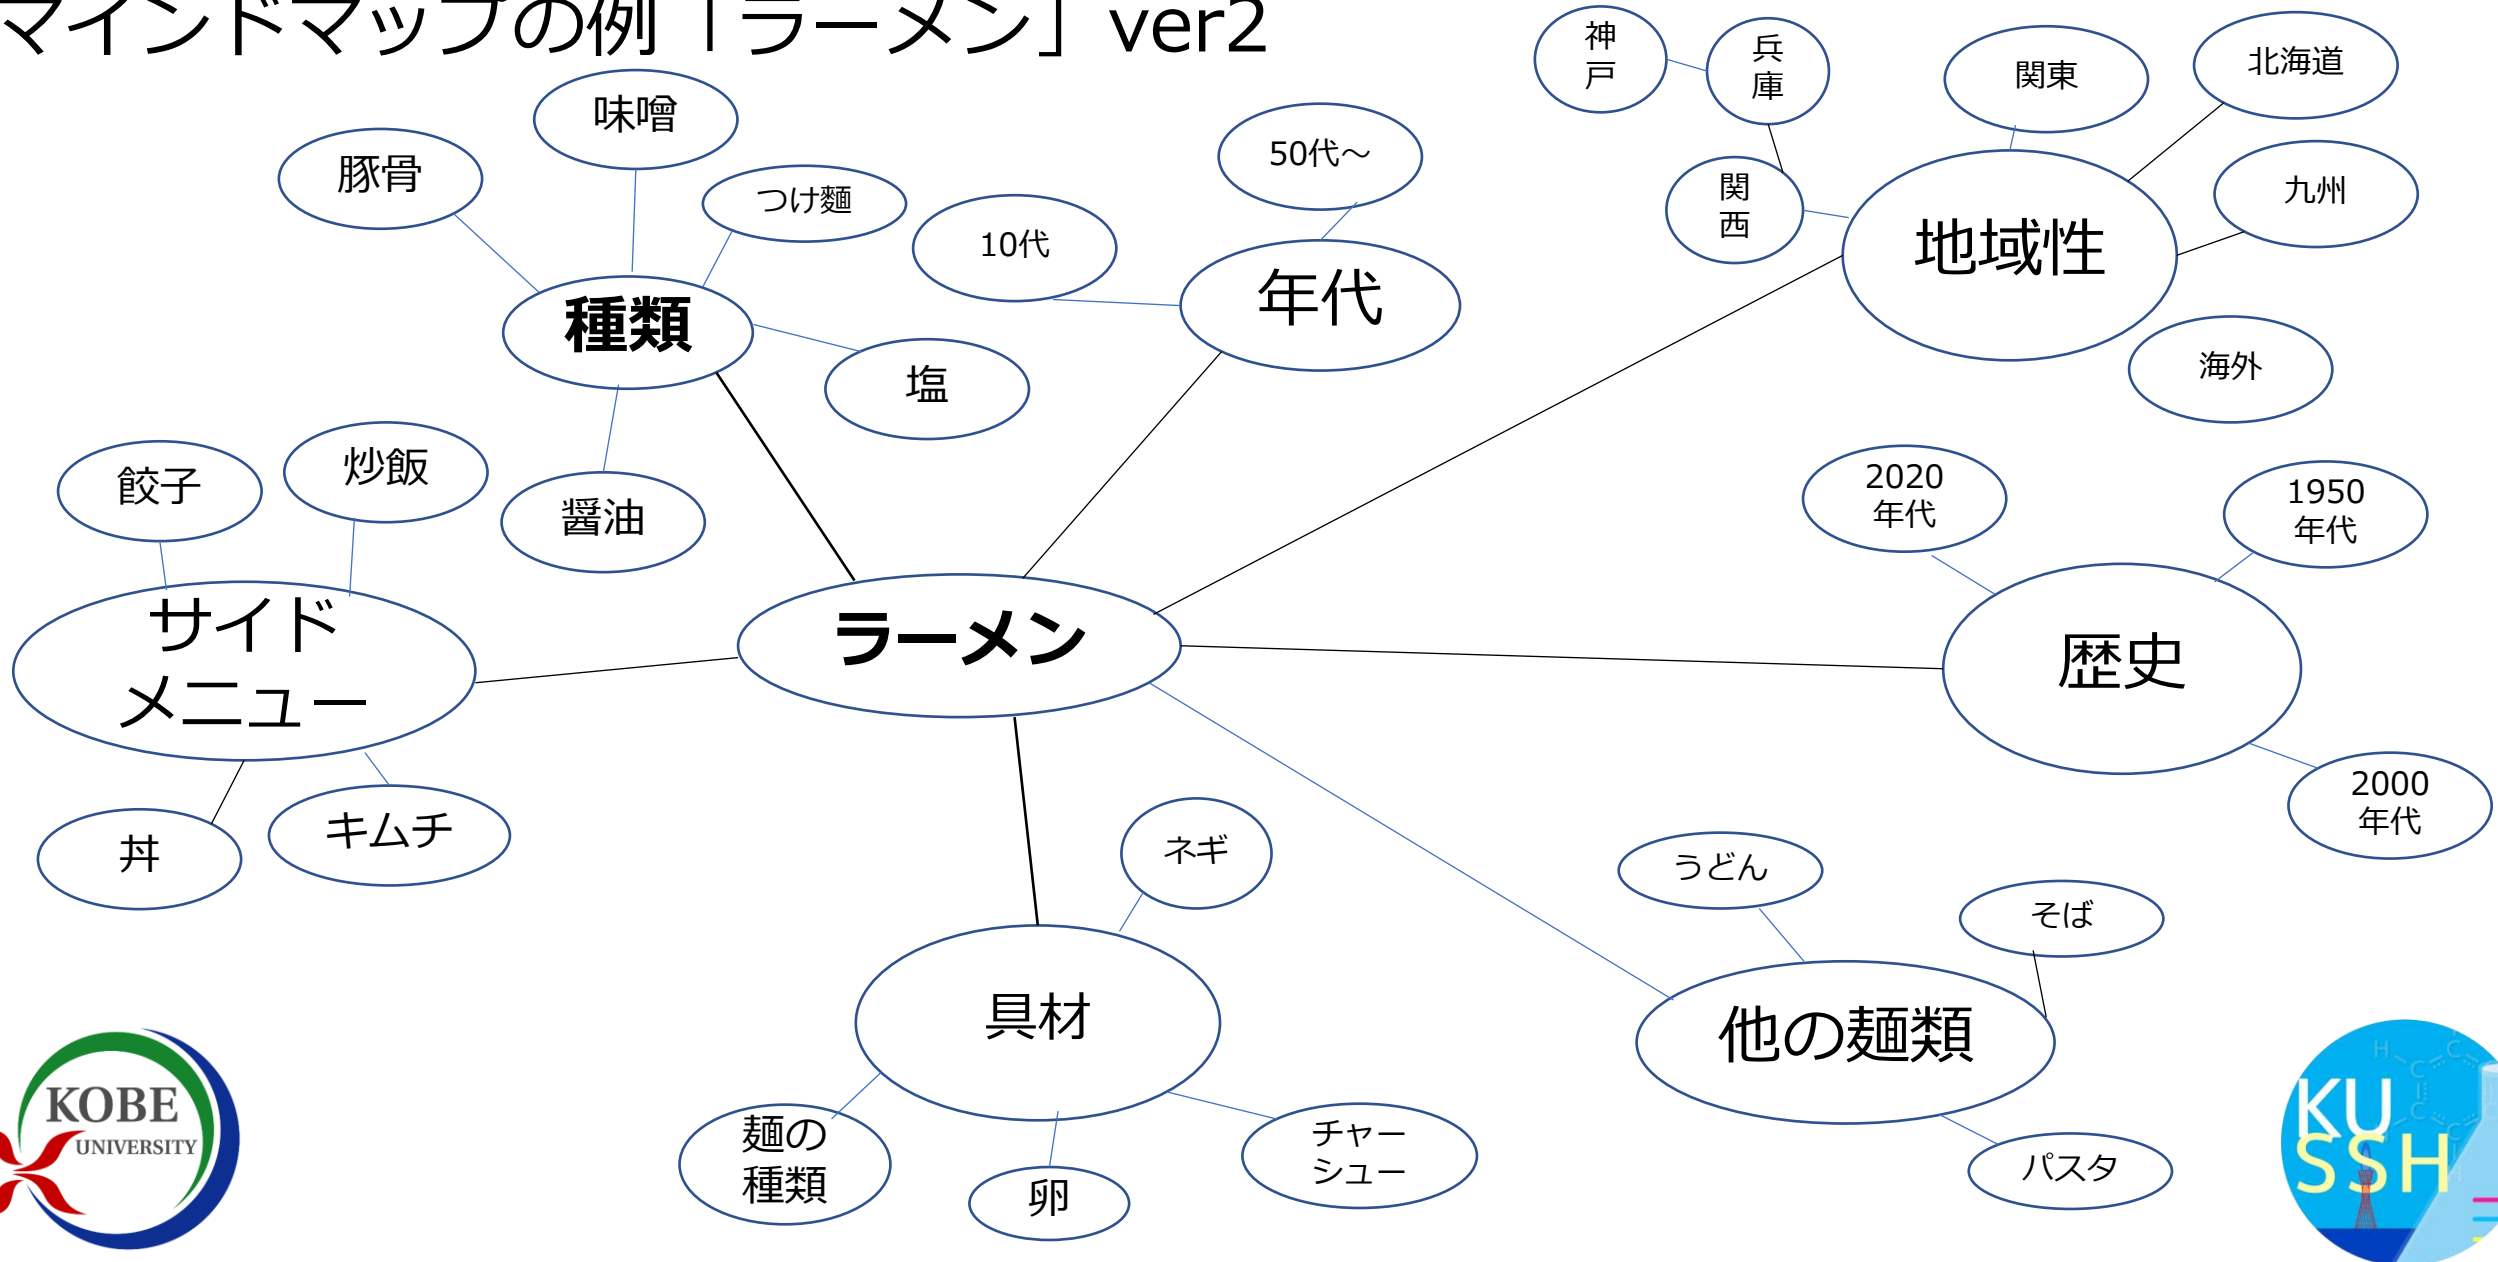 マインドマップの例「ラーメン」ver2
神
戸
兵
庫
関東
北海道
味噌
豚骨
つけ麵
50代～
10代
関
西
九州
地域性
年代
種類
海外
塩
餃子
炒飯
醤油
2020
年代
1950
年代
サイド
メニュー
ラーメン
歴史
2000
年代
丼
キムチ
ネギ
うどん
そば
具材
他の麺類
麺の
種類
卵
チャー
シュー
パスタ
KOBE
UNIVERSITY
KU
SSH